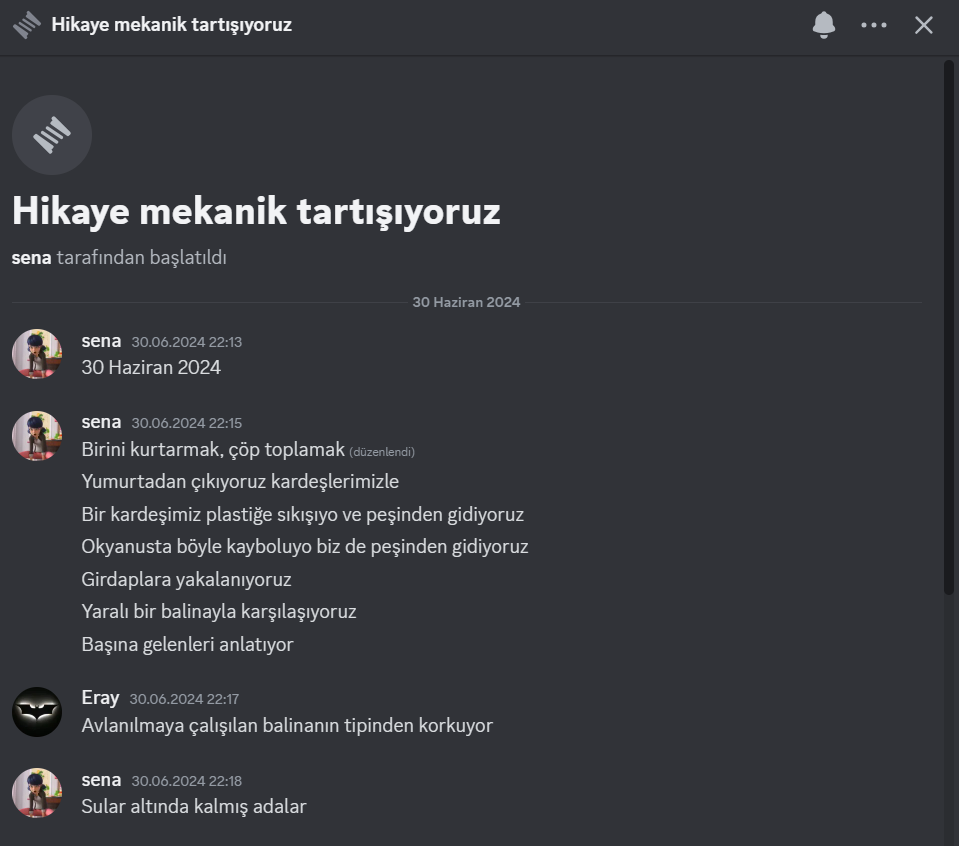 Hikaye mekanik tartışıyoruz
Hikaye mekanik tartışıyoruz
sena tarafından başlatıldı
30 Haziran 2024
sena 30.06.2024 22:13
30 Haziran 2024
sena 30.06.2024 22:15
Birini kurtarmak, çöp toplamak (düzenlendi)
Yumurtadan çıkıyoruz kardeşlerimizle
Bir kardeşimiz plastiğe sıkışıyo ve peşinden gidiyoruz
Okyanusta böyle kayboluyo biz de peşinden gidiyoruz
Girdaplara yakalanıyoruz
Yaralı bir balinayla karşılaşıyoruz
Başına gelenleri anlatıyor
Eray 30.06.2024 22:17
Avlanılmaya çalışılan balinanın tipinden korkuyor
sena 30.06.2024 22:18
Sular altında kalmış adalar